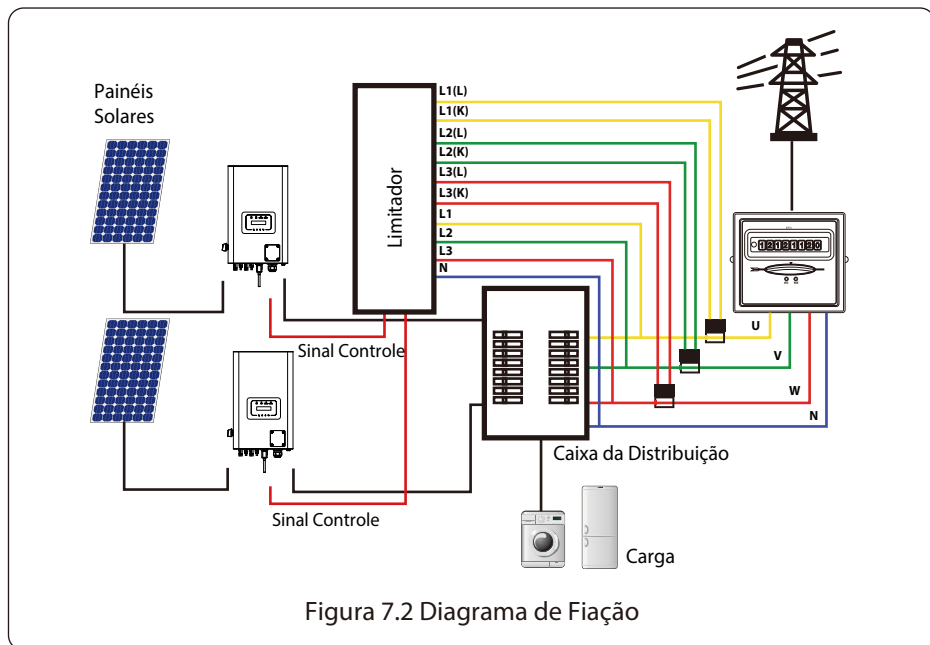 Painéis
Solares
Limitador
L1(L)
L1(K)
L2(L)
L2(K)
L3(L)
L3(K)
L1
L2
L3
N
12121120
U
V
W
N
Sinal Controle
Caixa da Distribuição
Sinal Controle
Carga
Figura 7.2 Diagrama de Fiação